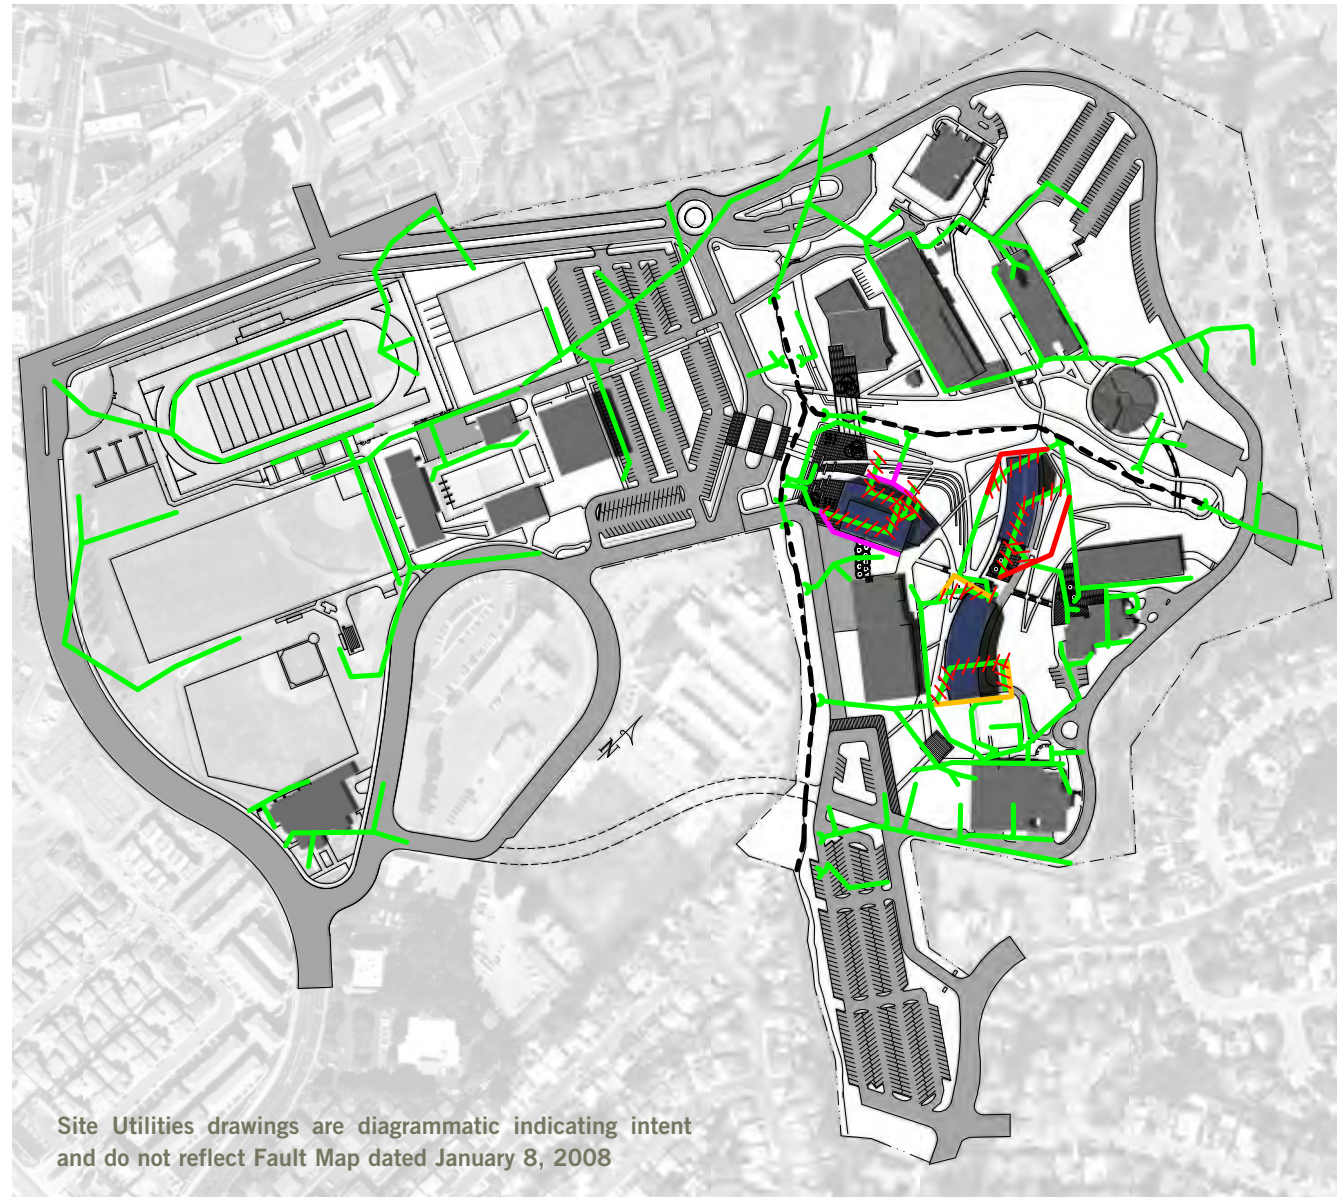 Site Utilities drawings are diagrammatic indicating intent
and do not reflect Fault Map dated January 8, 2008